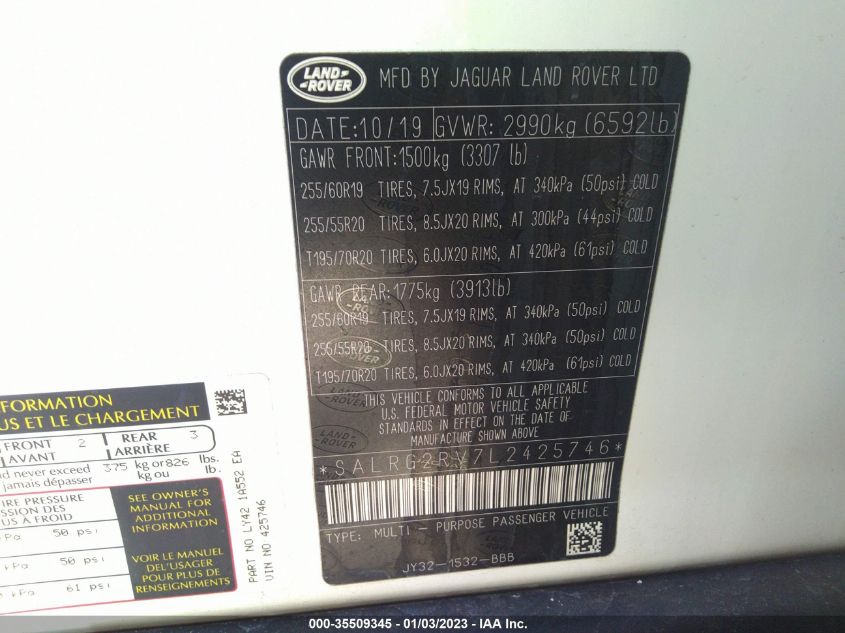 LAND
ROVER
MFD BY JAGUAR LAND ROVER LTD
DATE:10/19 GVWR: 2990kg (6592lb)
GAWR FRONT:1500kg (3307 lb)
255/60R19 TIRES, 7.5JX19 RIMS, AT 340kPa (50psi) COLD
255/55R20 TIRES, 8.5JX20 RIMS, AT 300kPa (44psi) COLD
T195/70R20 TIRES, 6.0JX20 RIMS, AT 420kPa (61psi) COLD
GAWR REAR:1775kg (3913lb)
255/60R19 TIRES, 7.5JX19 RIMS, AT 340kPa (50psi) COLD
255/55R20 TIRES, 8.5JX20 RIMS, AT 340kPa (50psi) COLD
T195/70R20 TIRES, 6.0JX20 RIMS, AT 420kPa (61psi) COLD
THIS VEHICLE CONFORMS TO ALL APPLICABLE
U.S. FEDERAL MOTOR VEHICLE SAFETY
STANDARDS IN EFFECT ON THE DATE OF
MANUFACTURE SHOWN ABOVE
*SALRG2RV7L2425746*
TYPE: MULTI - PURPOSE PASSENGER VEHICLE
JY32-1532-BBB
FORMATION
US ET LE CHARGEMENT
FRONT 2 REAR 3
AVANT ARRIÈRE
nd never exceed 375 kg or 826 lbs.
jamais dépasser kg ou lb.
IRE PRESSURE
SSION DES
US A FROID
kPa 50 psi
kPa 50 psi
kPa 61 psi
SEE OWNER'S
MANUAL FOR
ADDITIONAL
INFORMATION
VOIR LE MANUEL
DEL'USAGER
POUR PLUS DE
RENSEIGNEMENTS
PART NO LY42 1A552 EA
VIN NO 425746
000-35509345 - 01/03/2023 - IAA Inc.